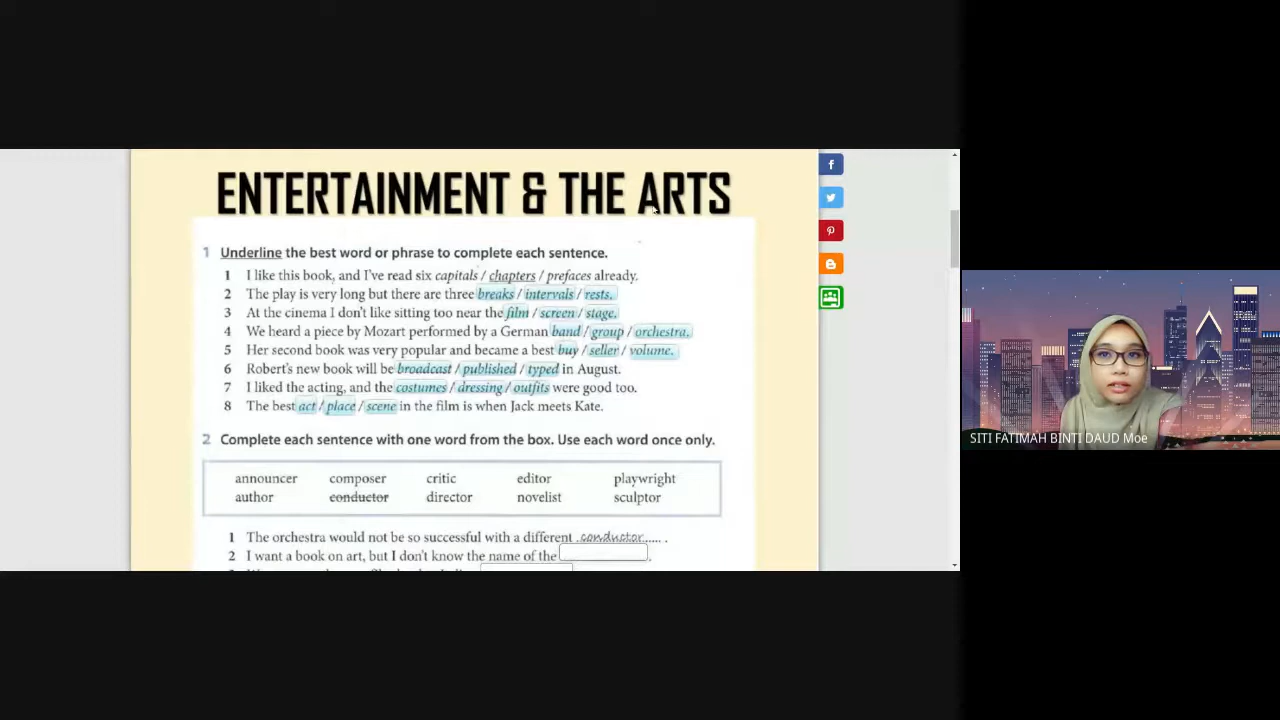 ENTERTAINMENT & THE ARTS
1 Underline the best word or phrase to complete each sentence.
1 I like this book, and I've read six capitals / chapters / prefaces already.
2 The play is very long but there are three breaks / intervals / rests.
3 At the cinema I don't like sitting too near the film / screen / stage.
4 We heard a piece by Mozart performed by a German band / group / orchestra.
5 Her second book was very popular and became a best buy / seller / volume.
6 Robert's new book will be broadcast / published / typed in August.
7 I liked the acting, and the costumes / dressing / outfits were good too.
8 The best act / place / scene in the film is when Jack meets Kate.
2 Complete each sentence with one word from the box. Use each word once only.
announcer composer critic editor playwright
author conductor director novelist sculptor
1 The orchestra would not be so successful with a different conductor.
2 I want a book on art, but I don't know the name of the
SITI FATIMAH BINTI DAUD Moe